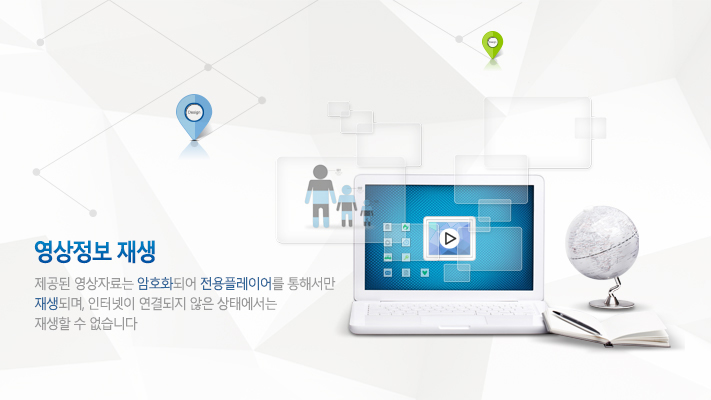 Design
영상정보 재생
제공된 영상자료는 암호화되어 전용플레이어를 통해서만
재생되며, 인터넷이 연결되지 않은 상태에서는
재생할 수 없습니다